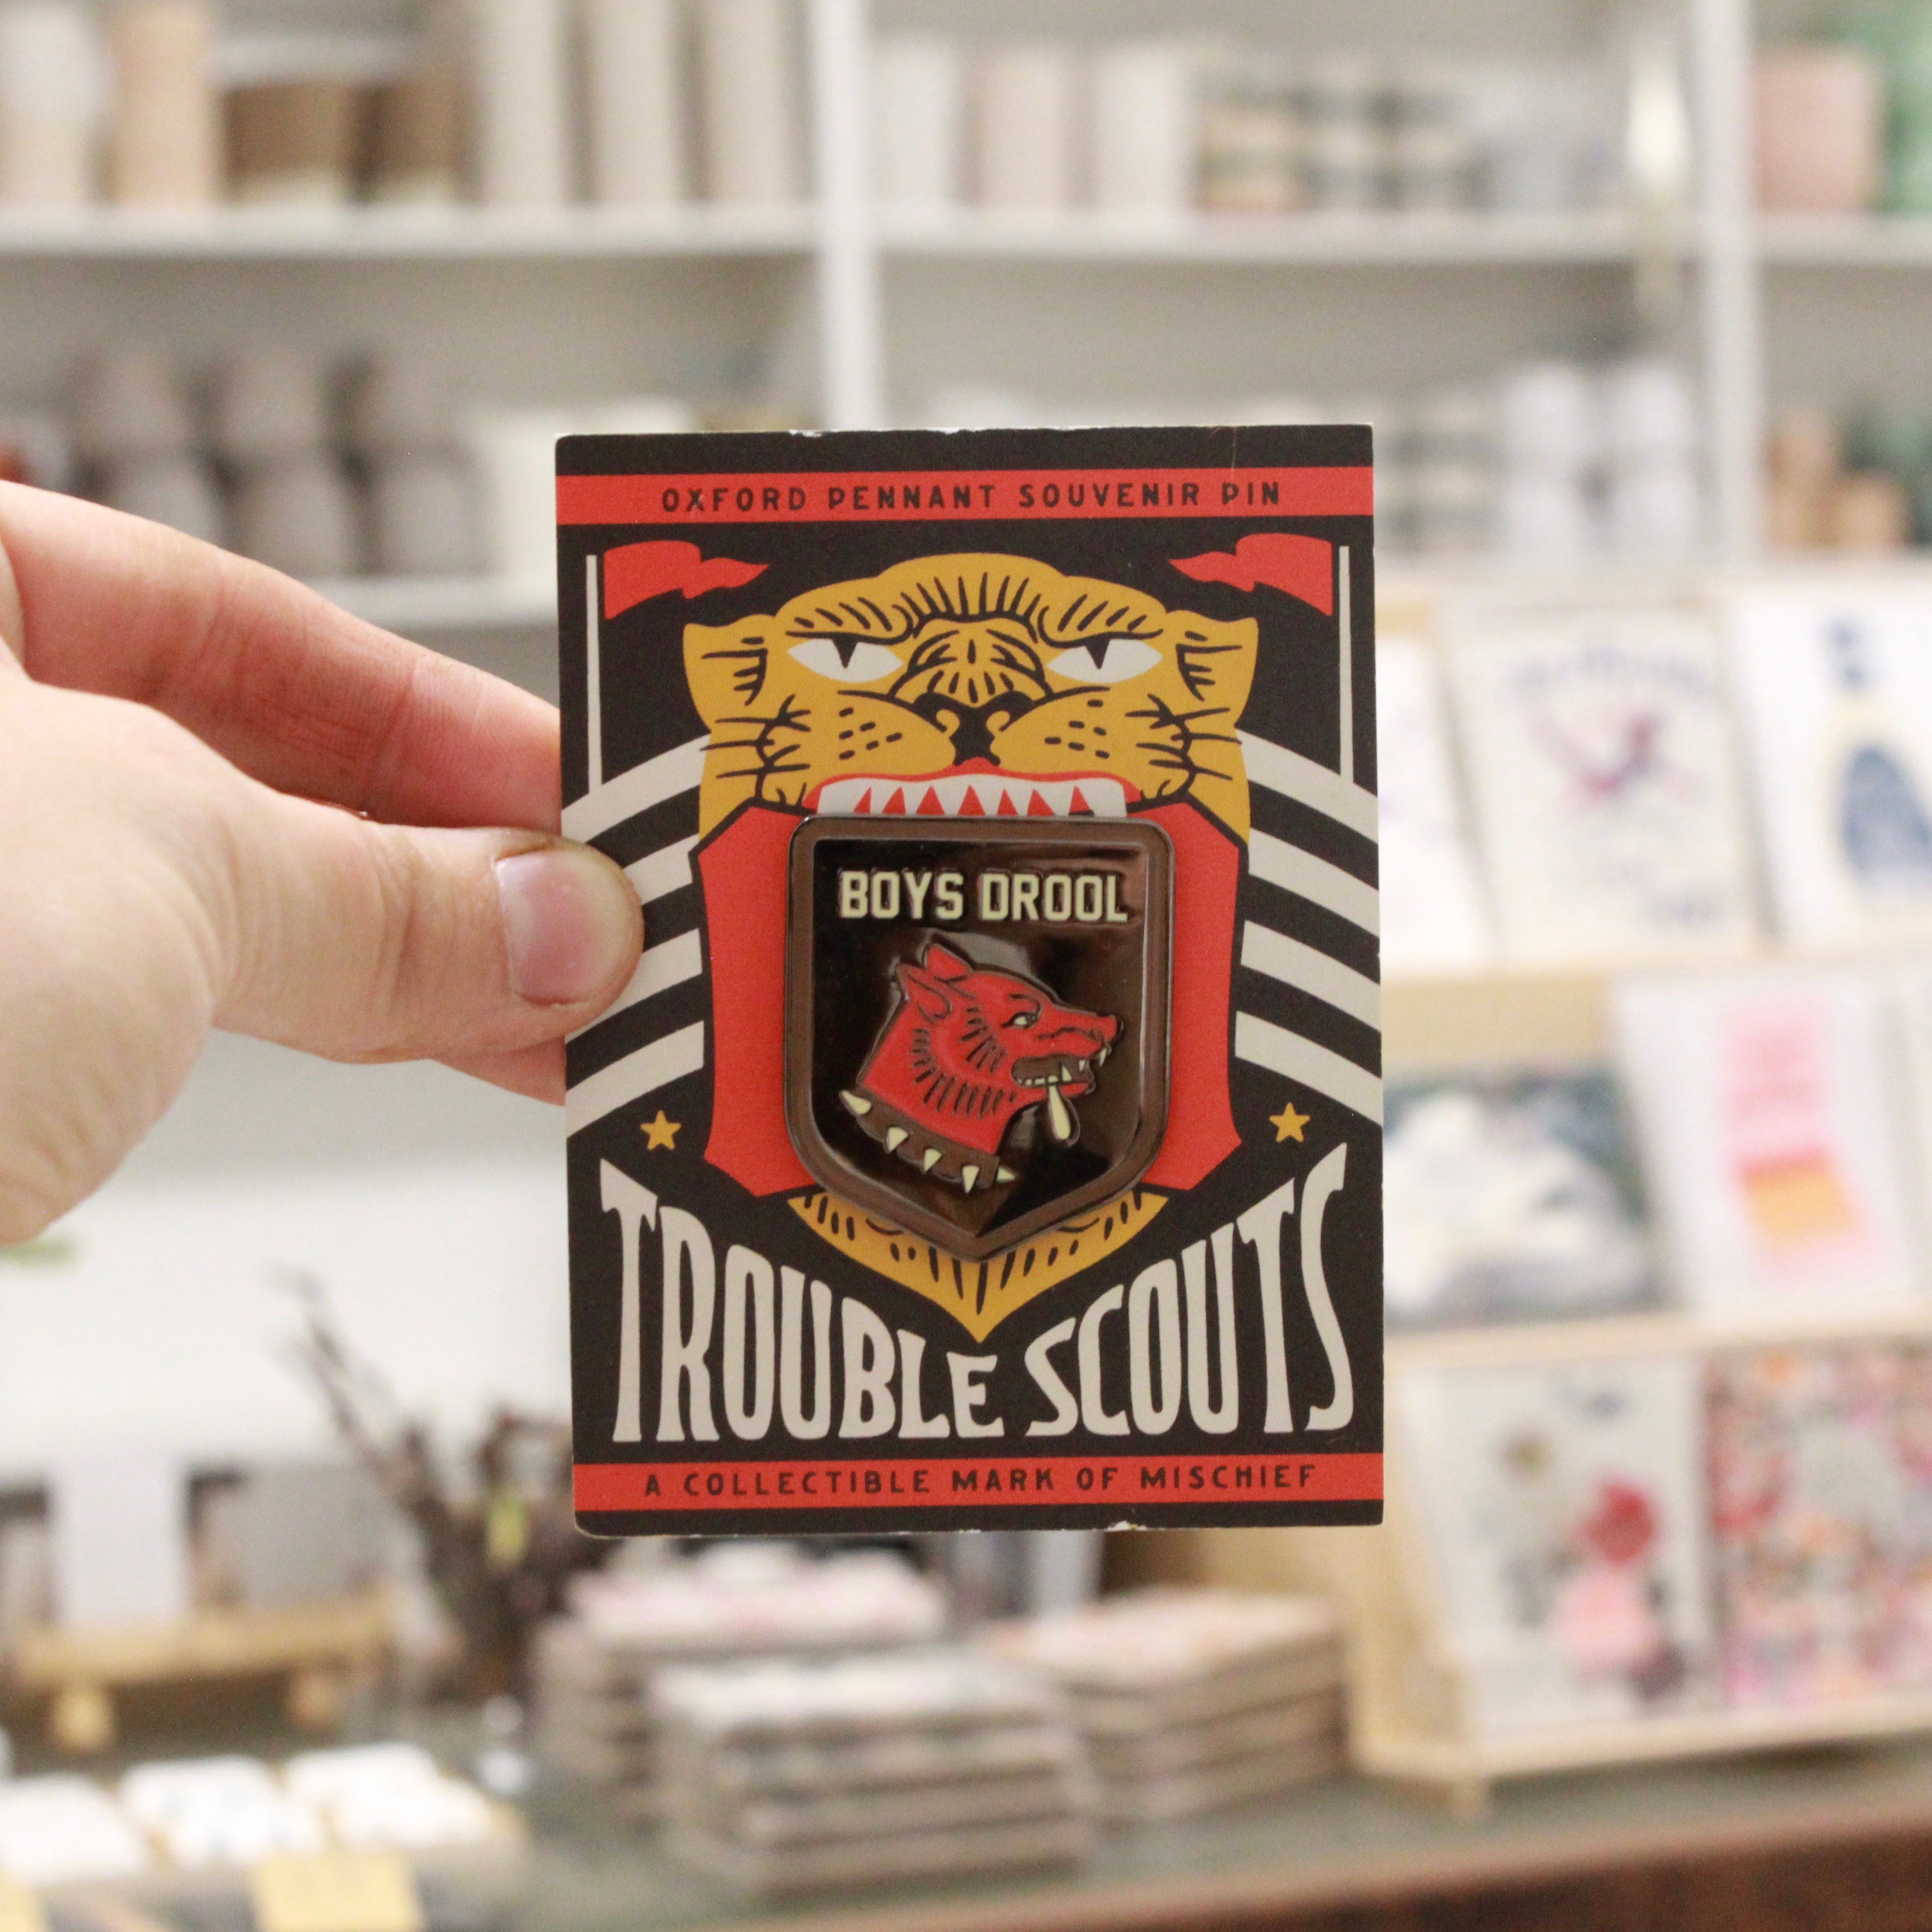 OXFORD PENNANT SOUVENIR PIN
BOYS DROOL
TROUBLE SCOUTS
A COLLECTIBLE MARK OF MISCHIEF